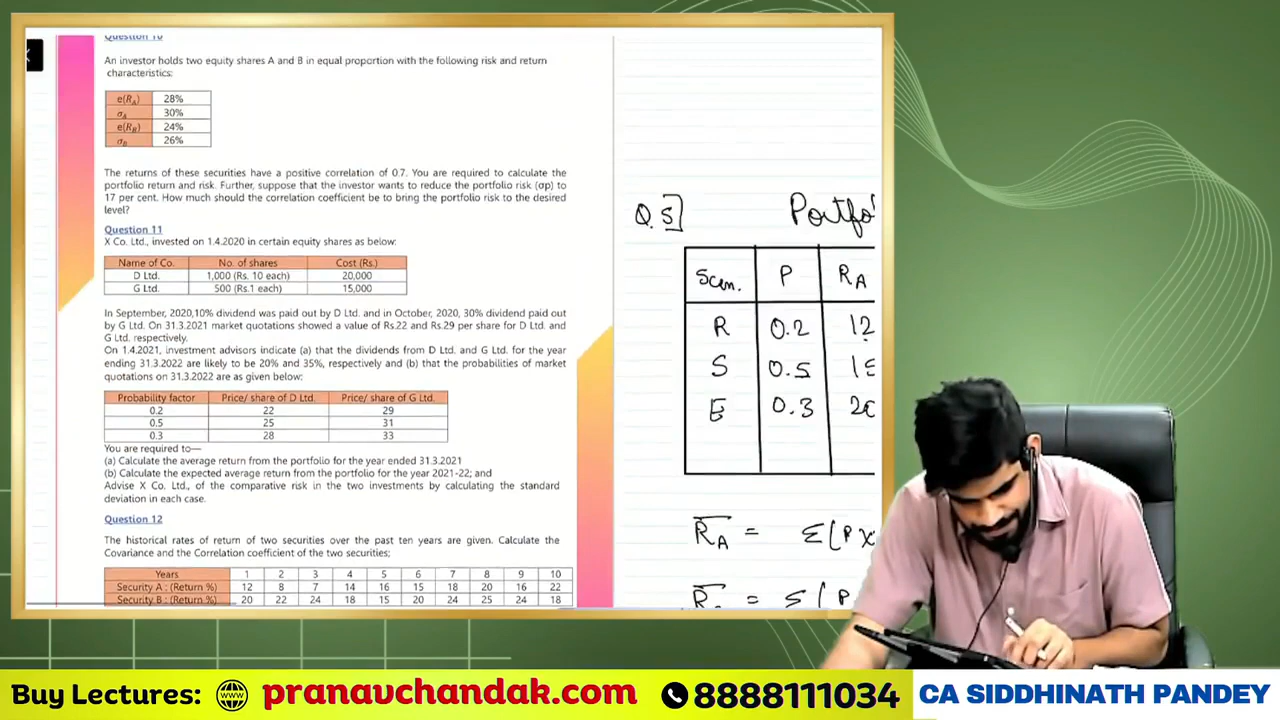 Question 10
An investor holds two equity shares A and B in equal proportion with the following risk and return
characteristics:
e(RA) 28%
σA 30%
e(RB) 24%
σB 26%
The returns of these securities have a positive correlation of 0.7. You are required to calculate the
portfolio return and risk. Further, suppose that the investor wants to reduce the portfolio risk (σp) to
17 per cent. How much should the correlation coefficient be to bring the portfolio risk to the desired
level?
Question 11
X Co. Ltd., invested on 1.4.2020 in certain equity shares as below:
Name of Co. No. of shares Cost (Rs.)
D Ltd. 1,000 (Rs. 10 each) 20,000
G Ltd. 500 (Rs.1 each) 15,000
In September, 2020,10% dividend was paid out by D Ltd. and in October, 2020, 30% dividend paid out
by G Ltd. On 31.3.2021 market quotations showed a value of Rs.22 and Rs.29 per share for D Ltd. and
G Ltd. respectively.
On 1.4.2021, investment advisors indicate (a) that the dividends from D Ltd. and G Ltd. for the year
ending 31.3.2022 are likely to be 20% and 35%, respectively and (b) that the probabilities of market
quotations on 31.3.2022 are as given below:
Probability factor Price/ share of D Ltd. Price/ share of G Ltd.
0.2 22 29
0.5 25 31
0.3 28 33
You are required to—
(a) Calculate the average return from the portfolio for the year ended 31.3.2021
(b) Calculate the expected average return from the portfolio for the year 2021-22; and
Advise X Co. Ltd., of the comparative risk in the two investments by calculating the standard
deviation in each case.
Question 12
The historical rates of return of two securities over the past ten years are given. Calculate the
Covariance and the Correlation coefficient of the two securities;
Years 1 2 3 4 5 6 7 8 9 10
Security A : (Return %) 12 8 7 14 16 15 18 20 16 22
Security B : (Return %) 20 22 24 18 15 20 24 25 24 18
Q.5] Portfo
Scen. P RA
R 0.2 12
S 0.5
E 0.3
RA = Σ(P x
= Σ(P
Buy Lectures: pranavchandak.com 8888111034 CA SIDDHINATH PANDEY